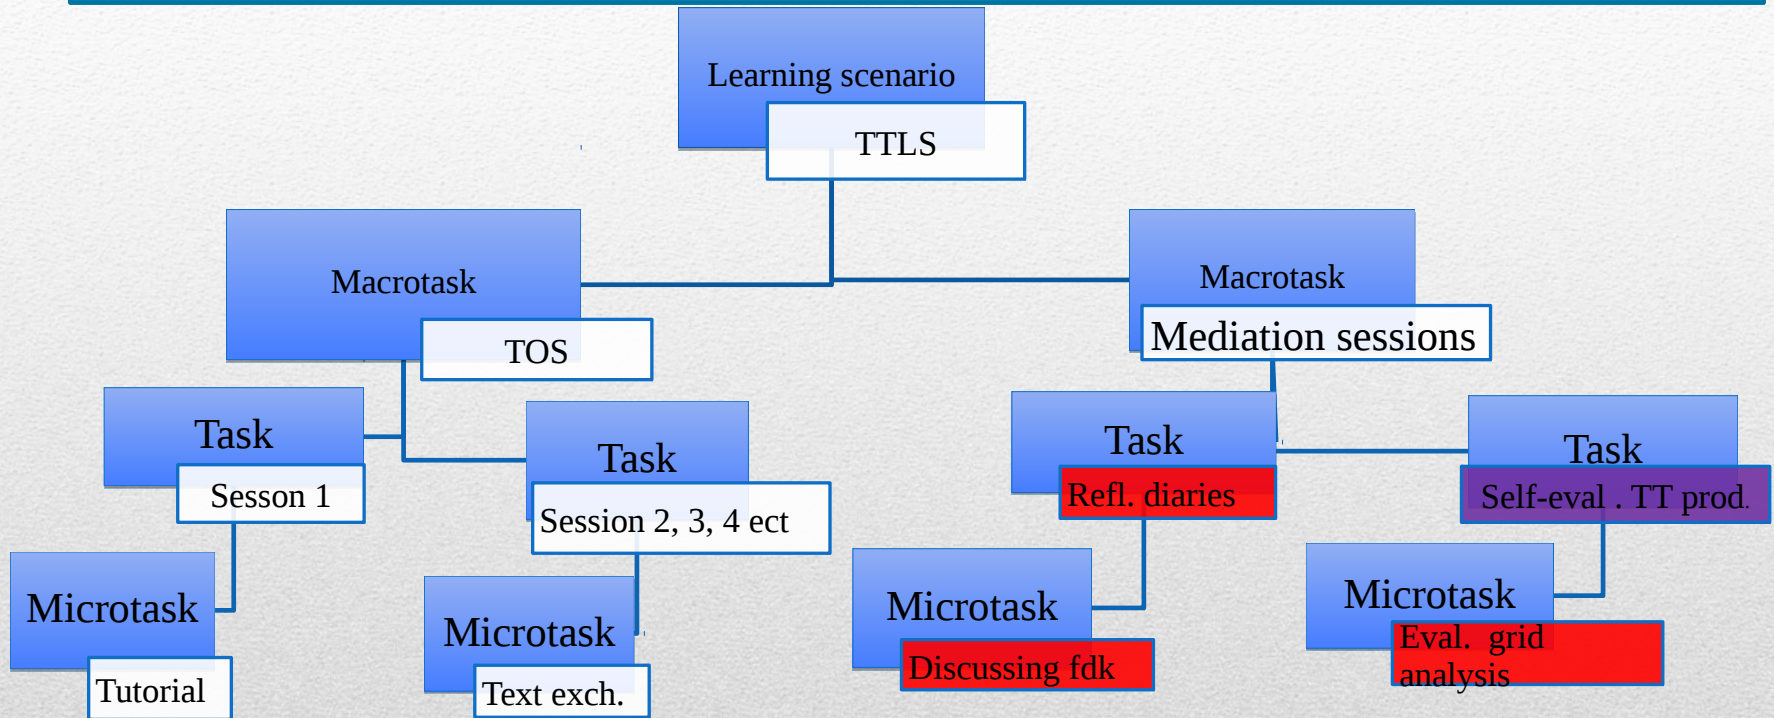 Learning scenario
TTLS
Macrotask
TOS
Macrotask
Mediation sessions
Task
Sesson 1
Task
Session 2, 3, 4 ect
Task
Refl. diaries
Task
Self-eval . TT prod.
Microtask
Tutorial
Microtask
Text exch.
Microtask
Discussing fdk
Microtask
Eval. grid
analysis